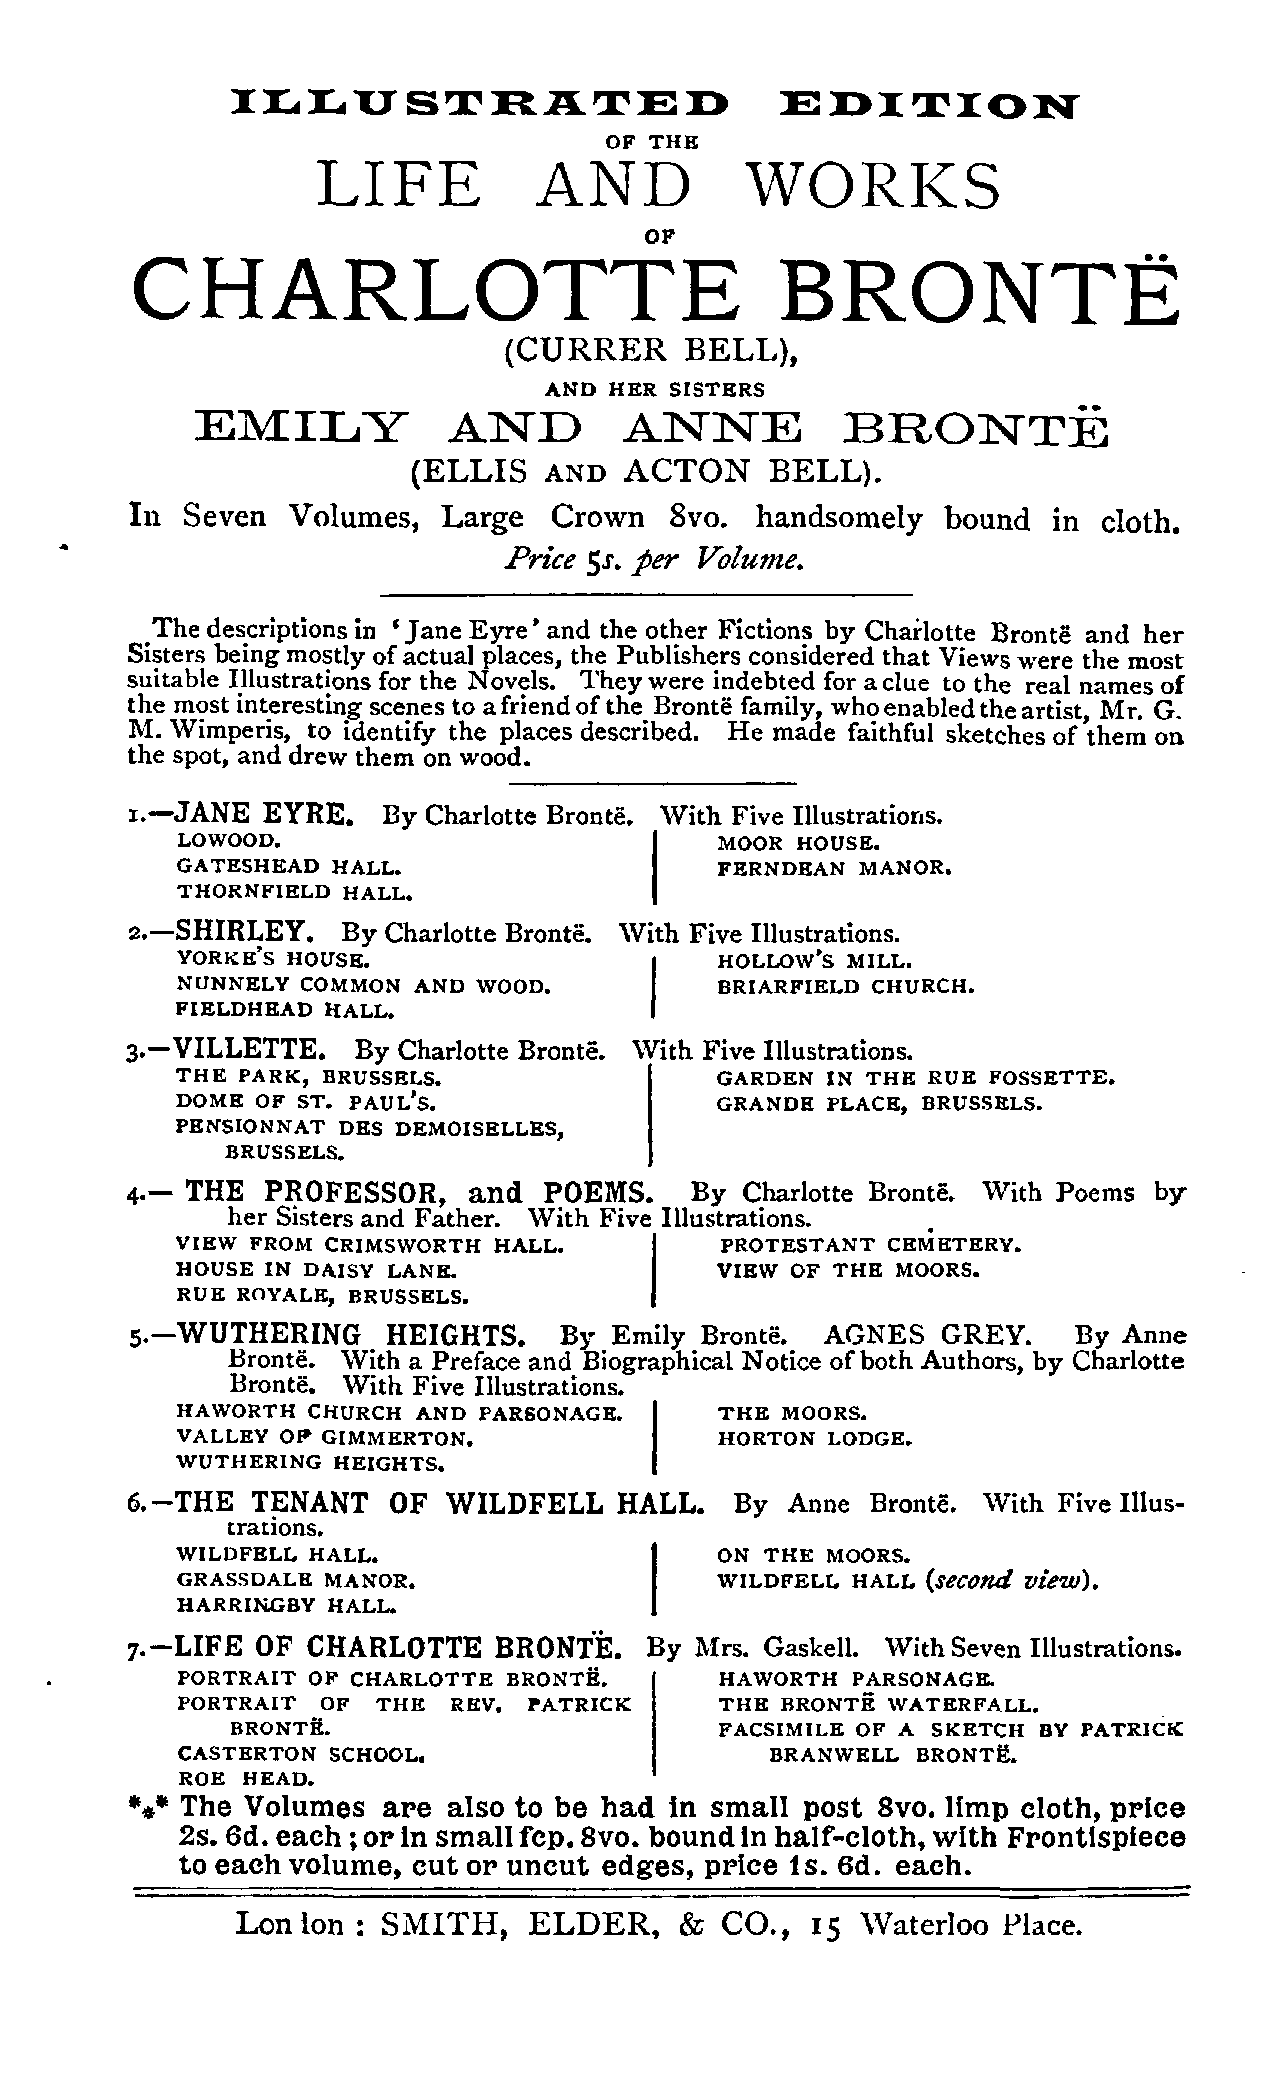 ILLUSTRATED EDITION
OF THE
LIFE AND WORKS
OF
CHARLOTTE BRONTË
(CURRER BELL),
AND HER SISTERS
EMILY AND ANNE BRONTË
(ELLIS AND ACTON BELL).
In Seven Volumes, Large Crown 8vo. handsomely bound in cloth.
Price 5s. per Volume.
The descriptions in ‘Jane Eyre’ and the other Fictions by Charlotte Brontë and her
Sisters being mostly of actual places, the Publishers considered that Views were the most
suitable Illustrations for the Novels. They were indebted for a clue to the real names of
the most interesting scenes to a friend of the Brontë family, who enabled the artist, Mr. G.
M. Wimperis, to identify the places described. He made faithful sketches of them on
the spot, and drew them on wood.
1.—JANE EYRE. By Charlotte Brontë. With Five Illustrations.
LOWOOD.
GATESHEAD HALL.
THORNFIELD HALL.
MOOR HOUSE.
FERNDEAN MANOR.
2.—SHIRLEY. By Charlotte Brontë. With Five Illustrations.
YORKE'S HOUSE.
NUNNELY COMMON AND WOOD.
FIELDHEAD HALL.
HOLLOW'S MILL.
BRIARFIELD CHURCH.
3.—VILLETTE. By Charlotte Brontë. With Five Illustrations.
THE PARK, BRUSSELS.
DOME OF ST. PAUL'S.
PENSIONNAT DES DEMOISELLES,
BRUSSELS.
GARDEN IN THE RUE FOSSETTE.
GRANDE PLACE, BRUSSELS.
4.— THE PROFESSOR, and POEMS. By Charlotte Brontë. With Poems by
her Sisters and Father. With Five Illustrations.
VIEW FROM CRIMSWORTH HALL.
HOUSE IN DAISY LANE.
RUE ROYALE, BRUSSELS.
PROTESTANT CEMETERY.
VIEW OF THE MOORS.
5.—WUTHERING HEIGHTS. By Emily Brontë. AGNES GREY. By Anne
Brontë. With a Preface and Biographical Notice of both Authors, by Charlotte
Brontë. With Five Illustrations.
HAWORTH CHURCH AND PARSONAGE.
VALLEY OF GIMMERTON.
WUTHERING HEIGHTS.
THE MOORS.
HORTON LODGE.
6.—THE TENANT OF WILDFELL HALL. By Anne Brontë. With Five Illus-
trations.
WILDFELL HALL.
GRASSDALE MANOR.
HARRINGBY HALL.
ON THE MOORS.
WILDFELL HALL (second view).
7.—LIFE OF CHARLOTTE BRONTË. By Mrs. Gaskell. With Seven Illustrations.
PORTRAIT OF CHARLOTTE BRONTË.
PORTRAIT OF THE REV. PATRICK
BRONTË.
CASTERTON SCHOOL.
ROE HEAD.
HAWORTH PARSONAGE.
THE BRONTË WATERFALL.
FACSIMILE OF A SKETCH BY PATRICK
BRANWELL BRONTË.
*** The Volumes are also to be had in small post 8vo. limp cloth, price
2s. 6d. each; or in small fcp. 8vo. bound in half-cloth, with Frontispiece
to each volume, cut or uncut edges, price 1s. 6d. each.
Lon lon : SMITH, ELDER, & CO., 15 Waterloo Place.